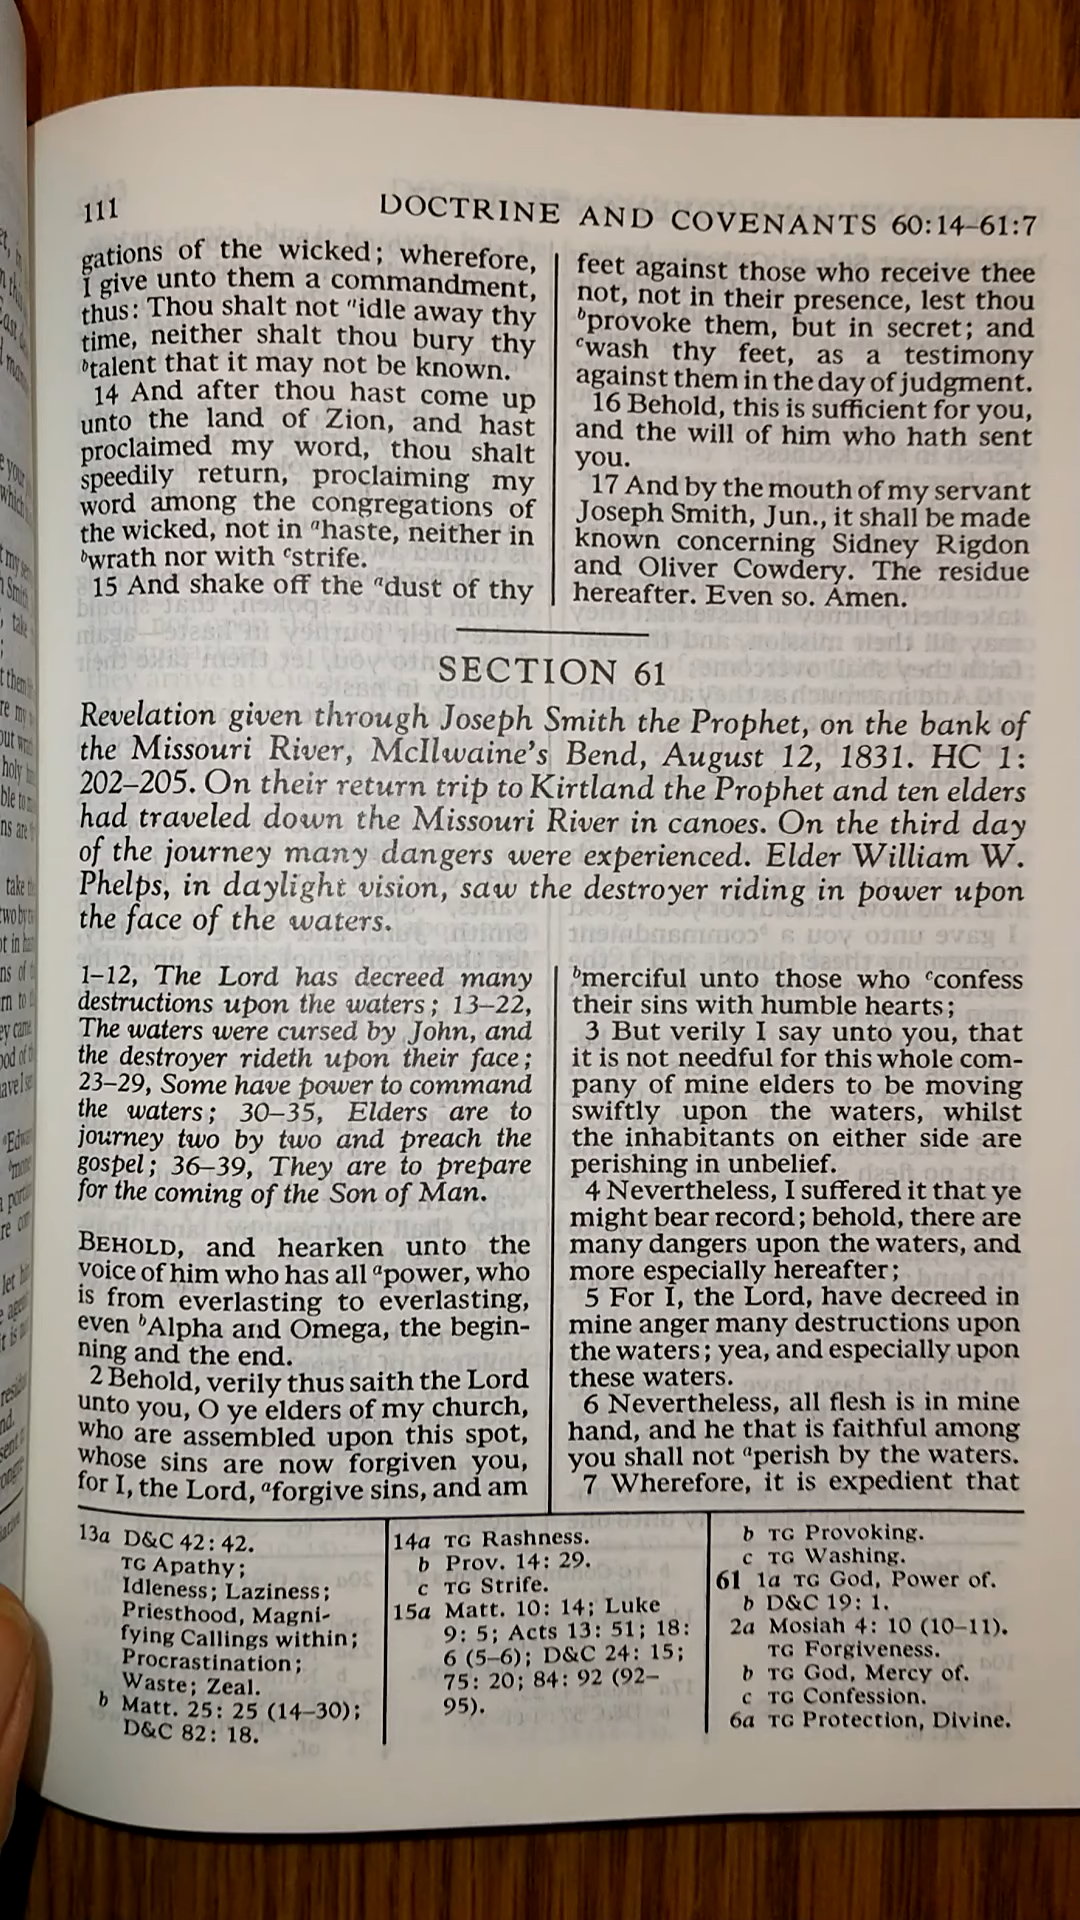 111
DOCTRINE AND COVENANTS 60:14–61:7
gations of the wicked; wherefore,
I give unto them a commandment,
thus: Thou shalt not aidle away thy
time, neither shalt thou bury thy
btalent that it may not be known.
14 And after thou hast come up
unto the land of Zion, and hast
proclaimed my word, thou shalt
speedily return, proclaiming my
word among the congregations of
the wicked, not in ahaste, neither in
bwrath nor with cstrife.
15 And shake off the adust of thy
feet against those who receive thee
not, not in their presence, lest thou
bprovoke them, but in secret; and
cwash thy feet, as a testimony
against them in the day of judgment.
16 Behold, this is sufficient for you,
and the will of him who hath sent
you.
17 And by the mouth of my servant
Joseph Smith, Jun., it shall be made
known concerning Sidney Rigdon
and Oliver Cowdery. The residue
hereafter. Even so. Amen.
SECTION 61
Revelation given through Joseph Smith the Prophet, on the bank of
the Missouri River, McIlwaine's Bend, August 12, 1831. HC 1:
202–205. On their return trip to Kirtland the Prophet and ten elders
had traveled down the Missouri River in canoes. On the third day
of the journey many dangers were experienced. Elder William W.
Phelps, in daylight vision, saw the destroyer riding in power upon
the face of the waters.
1–12, The Lord has decreed many
destructions upon the waters; 13–22,
The waters were cursed by John, and
the destroyer rideth upon their face;
23–29, Some have power to command
the waters; 30–35, Elders are to
journey two by two and preach the
gospel; 36–39, They are to prepare
for the coming of the Son of Man.
BEHOLD, and hearken unto the
voice of him who has all apower, who
is from everlasting to everlasting,
even bAlpha and Omega, the begin-
ning and the end.
2 Behold, verily thus saith the Lord
unto you, O ye elders of my church,
who are assembled upon this spot,
whose sins are now forgiven you,
for I, the Lord, aforgive sins, and am
bmerciful unto those who cconfess
their sins with humble hearts;
3 But verily I say unto you, that
it is not needful for this whole com-
pany of mine elders to be moving
swiftly upon the waters, whilst
the inhabitants on either side are
perishing in unbelief.
4 Nevertheless, I suffered it that ye
might bear record; behold, there are
many dangers upon the waters, and
more especially hereafter;
5 For I, the Lord, have decreed in
mine anger many destructions upon
the waters; yea, and especially upon
these waters.
6 Nevertheless, all flesh is in mine
hand, and he that is faithful among
you shall not aperish by the waters.
7 Wherefore, it is expedient that
13a D&C 42: 42.
TG Apathy;
Idleness; Laziness;
Priesthood, Magni-
fying Callings within;
Procrastination;
Waste; Zeal.
b Matt. 25: 25 (14–30);
D&C 82: 18.
14a TG Rashness.
b Prov. 14: 29.
c TG Strife.
15a Matt. 10: 14; Luke
9: 5; Acts 13: 51; 18:
6 (5–6); D&C 24: 15;
75: 20; 84: 92 (92–
95).
b TG Provoking.
c TG Washing.
61 1a TG God, Power of.
b D&C 19: 1.
2a Mosiah 4: 10 (10–11).
TG Forgiveness.
b TG God, Mercy of.
c TG Confession.
6a TG Protection, Divine.